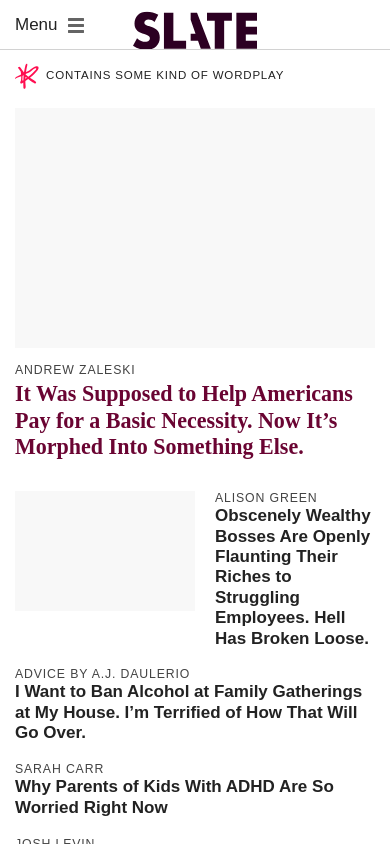 Menu
SLATE
CONTAINS SOME KIND OF WORDPLAY
ANDREW ZALESKI
It Was Supposed to Help Americans
Pay for a Basic Necessity. Now It’s
Morphed Into Something Else.
ALISON GREEN
Obscenely Wealthy
Bosses Are Openly
Flaunting Their
Riches to
Struggling
Employees. Hell
Has Broken Loose.
ADVICE BY A.J. DAULERIO
I Want to Ban Alcohol at Family Gatherings
at My House. I’m Terrified of How That Will
Go Over.
SARAH CARR
Why Parents of Kids With ADHD Are So
Worried Right Now
JOSH LEVIN